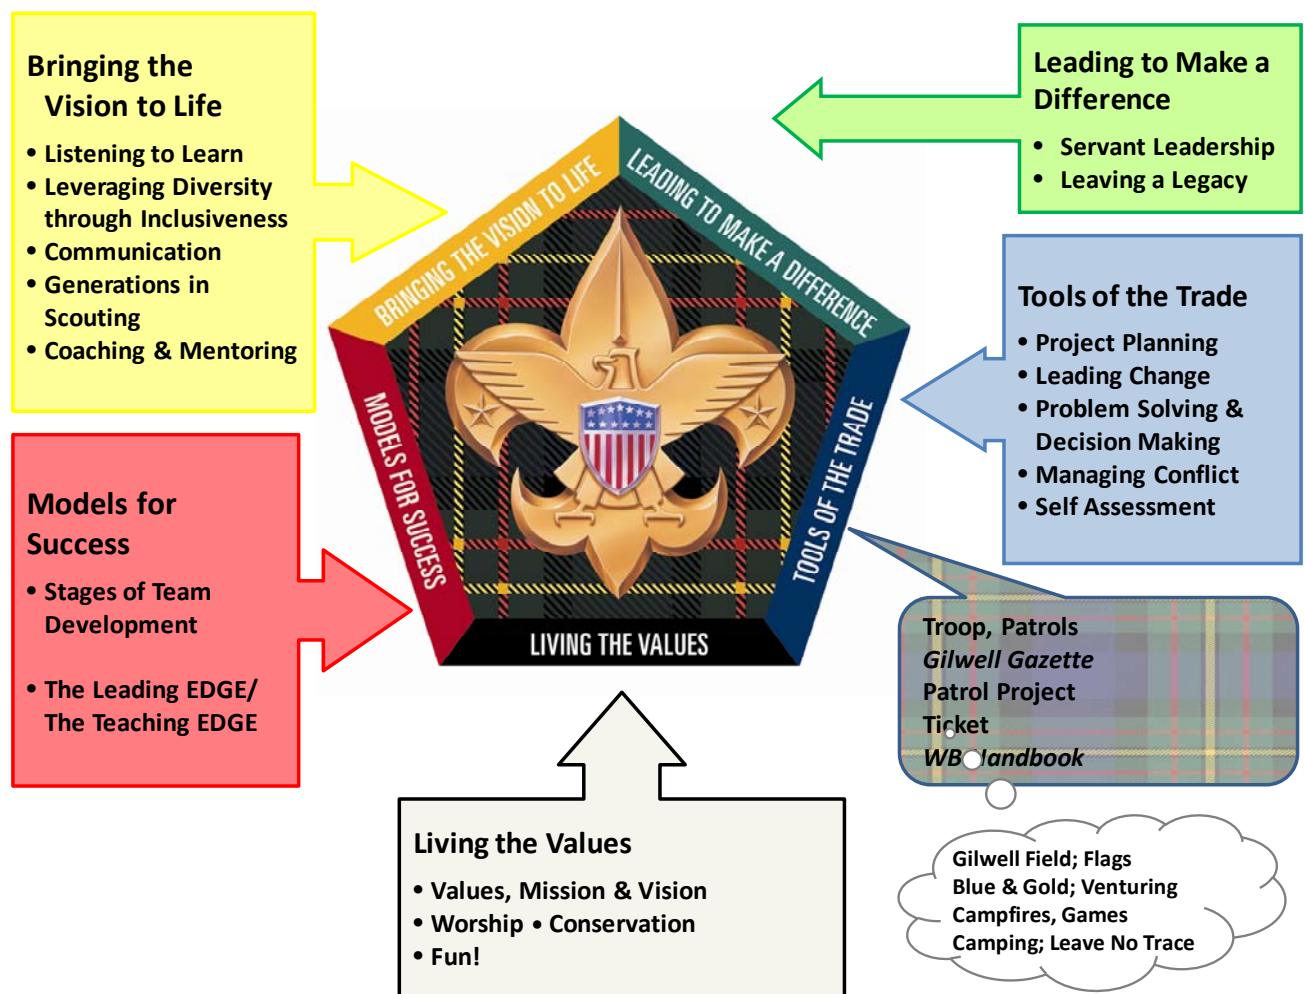 Bringing the
Vision to Life
• Listening to Learn
• Leveraging Diversity
through Inclusiveness
• Communication
• Generations in
Scouting
• Coaching & Mentoring
Models for
Success
• Stages of Team
Development
• The Leading EDGE/
The Teaching EDGE
BRINGING THE VISION TO LIFE
LEADING TO MAKE A DIFFERENCE
MODELS FOR SUCCESS
TOOLS OF THE TRADE
LIVING THE VALUES
Leading to Make a
Difference
• Servant Leadership
• Leaving a Legacy
Tools of the Trade
• Project Planning
• Leading Change
• Problem Solving &
Decision Making
• Managing Conflict
• Self Assessment
Troop, Patrols
Gilwell Gazette
Patrol Project
Ticket
WB Handbook
Living the Values
• Values, Mission & Vision
• Worship • Conservation
• Fun!
Gilwell Field; Flags
Blue & Gold; Venturing
Campfires, Games
Camping; Leave No Trace